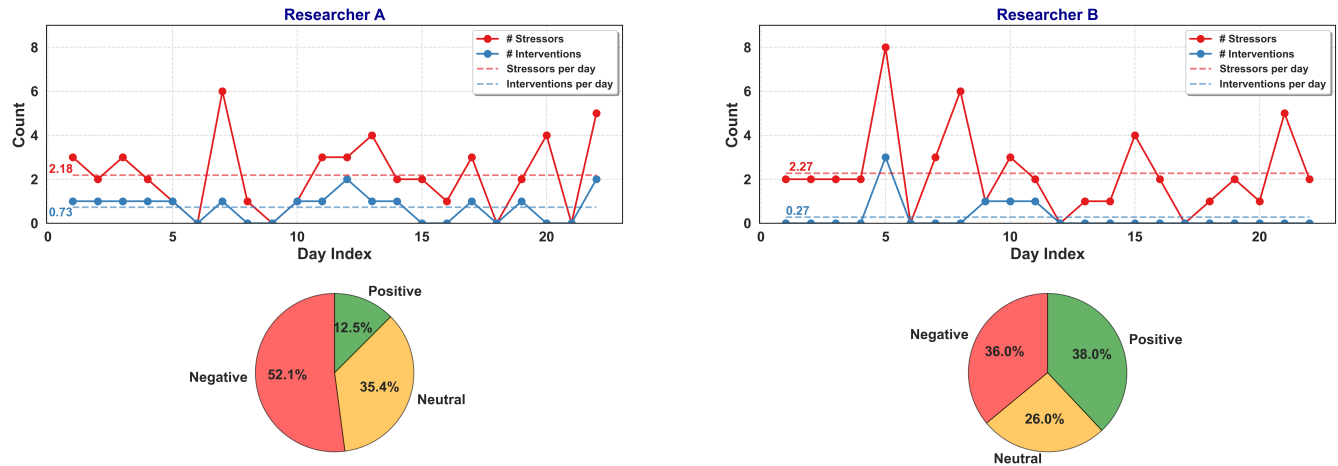 Researcher A
Count
8
6
4
2
0
2.18
0.73
# Stressors
# Interventions
Stressors per day
Interventions per day
0 5 10 15 20
Day Index
Researcher B
Count
8
6
4
2
0
2.27
0.27
# Stressors
# Interventions
Stressors per day
Interventions per day
0 5 10 15 20
Day Index
Positive
12.5%
Negative
52.1%
35.4%
Neutral
Negative
36.0%
38.0%
Positive
26.0%
Neutral